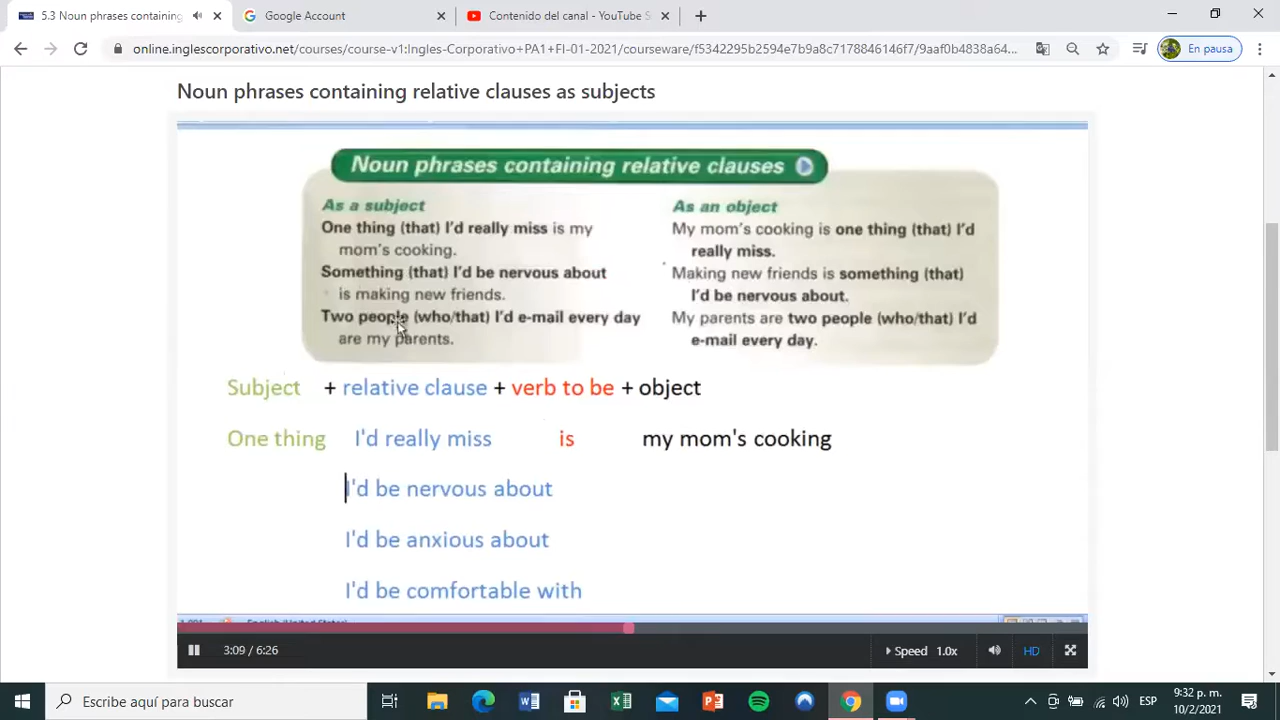 5.3 Noun phrases containing
Google Account
Contenido del canal - YouTube S
online.inglescorporativo.net/courses/course-v1:Ingles-Corporativo+PA1+FI-01-2021/courseware/f5342295b2594e7b9a8c7178846146f7/9aaf0b4838a64...
En pausa
Noun phrases containing relative clauses as subjects
Noun phrases containing relative clauses
As a subject
One thing (that) I'd really miss is my
mom's cooking.
Something (that) I'd be nervous about
is making new friends.
Two people (who/that) I'd e-mail every day
are my parents.
As an object
My mom's cooking is one thing (that) I'd
really miss.
Making new friends is something (that)
I'd be nervous about.
My parents are two people (who/that) I'd
e-mail every day.
Subject + relative clause + verb to be + object
One thing I'd really miss is my mom's cooking
I'd be nervous about
I'd be anxious about
I'd be comfortable with
English (United States)
3:09 / 6:26
Speed 1.0x
HD
Escribe aquí para buscar
ESP
9:32 p. m.
10/2/2021